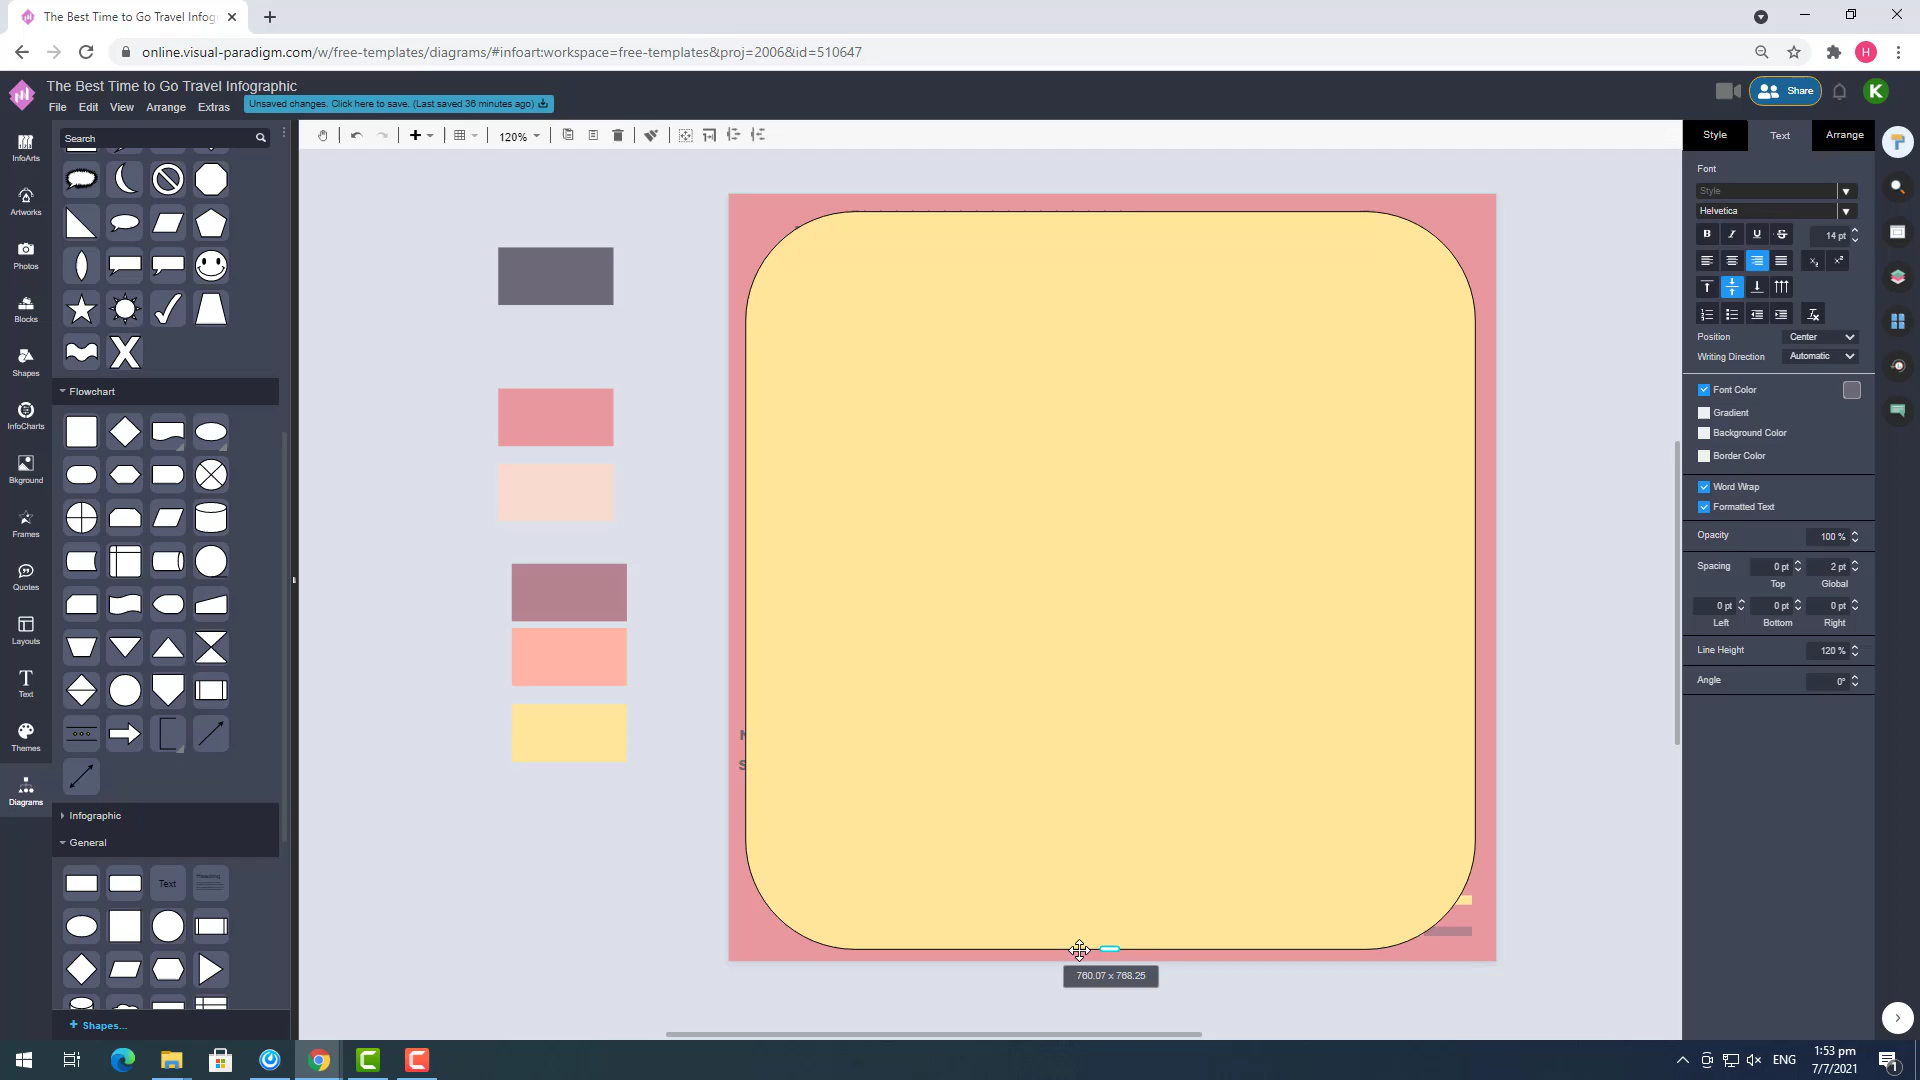 The Best Time to Go Travel Infog
online.visual-paradigm.com/w/free-templates/diagrams/#infoart:workspace=free-templates&proj=2006&id=510647
H
The Best Time to Go Travel Infographic
File Edit View Arrange Extras
Unsaved changes. Click here to save. (Last saved 36 minutes ago)
Share
K
Search
120%
Style Text Arrange
InfoArts
Artworks
Photos
Blocks
Shapes
InfoCharts
Bkground
Frames
Quotes
Layouts
Text
Themes
Diagrams
Flowchart
Infographic
General
Text
Heading
+ Shapes...
760.07 x 768.25
Font
Style
Helvetica
B I U S
14 pt
Position Center
Writing Direction Automatic
Font Color
Gradient
Background Color
Border Color
Word Wrap
Formatted Text
Opacity 100 %
Spacing 0 pt 2 pt
Top Global
0 pt 0 pt 0 pt
Left Bottom Right
Line Height 120 %
Angle 0°
ENG
1:53 pm
7/7/2021
1